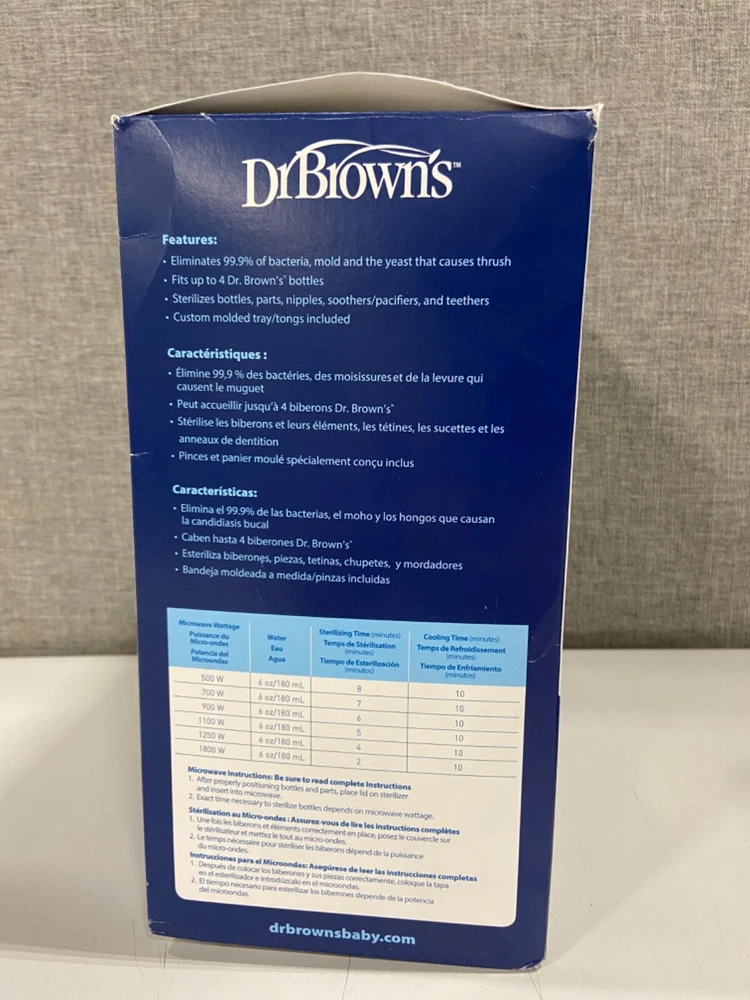 Dr Brown's™
Features:
• Eliminates 99.9% of bacteria, mold and the yeast that causes thrush
• Fits up to 4 Dr. Brown's® bottles
• Sterilizes bottles, parts, nipples, soothers/pacifiers, and teethers
• Custom molded tray/tongs included
Caractéristiques :
• Élimine 99,9 % des bactéries, des moisissures et de la levure qui
causent le muguet
• Peut accueillir jusqu'à 4 biberons Dr. Brown's®
• Stérilise les biberons et leurs éléments, les tétines, les sucettes et les
anneaux de dentition
• Pinces et panier moulé spécialement conçu inclus
Características:
• Elimina el 99.9% de las bacterias, el moho y los hongos que causan
la candidiasis bucal
• Caben hasta 4 biberones Dr. Brown's®
• Esteriliza biberones, piezas, tetinas, chupetes, y mordadores
• Bandeja moldeada a medida/pinzas incluidas
Microwave Wattage
Puissance du
Micro-ondes
Potancia del
Microondas
Water
Eau
Agua
Sterilizing Time (minutes)
Temps de Stérilisation
(minutes)
Tiempo de Esterilización
(minutos)
Cooling Time (minutes)
Temps de Refroidissement
(minutes)
Tiempo de Enfriamiento
(minutos)
500 W 6 oz/180 mL 8 10
700 W 6 oz/180 mL 7 10
900 W 6 oz/180 mL 6 10
1100 W 6 oz/180 mL 5 10
1250 W 6 oz/180 mL 4 10
1800 W 6 oz/180 mL 2 10
Microwave Instructions: Be sure to read complete Instructions
1. After properly positioning bottles and parts, place lid on sterilizer
and insert into microwave.
2. Exact time necessary to sterilize bottles depends on microwave wattage.
Stérilisation au Micro-ondes : Assurez-vous de lire les instructions complètes
1. Une fois les biberons et éléments correctement en place, posez le couvercle sur
le stérilisateur et mettez le tout au micro-ondes.
2. Le temps nécessaire pour stériliser les biberons dépend de la puissance
du micro-ondes.
Instrucciones para el Microondas: Asegúrese de leer las instrucciones completas
1. Después de colocar los biberones y sus piezas correctamente, coloque la tapa
en el esterilizador e introdúzcalo en el microondas.
2. El tiempo necesario para esterilizar los biberones depende de la potencia
del microondas.
drbrownsbaby.com